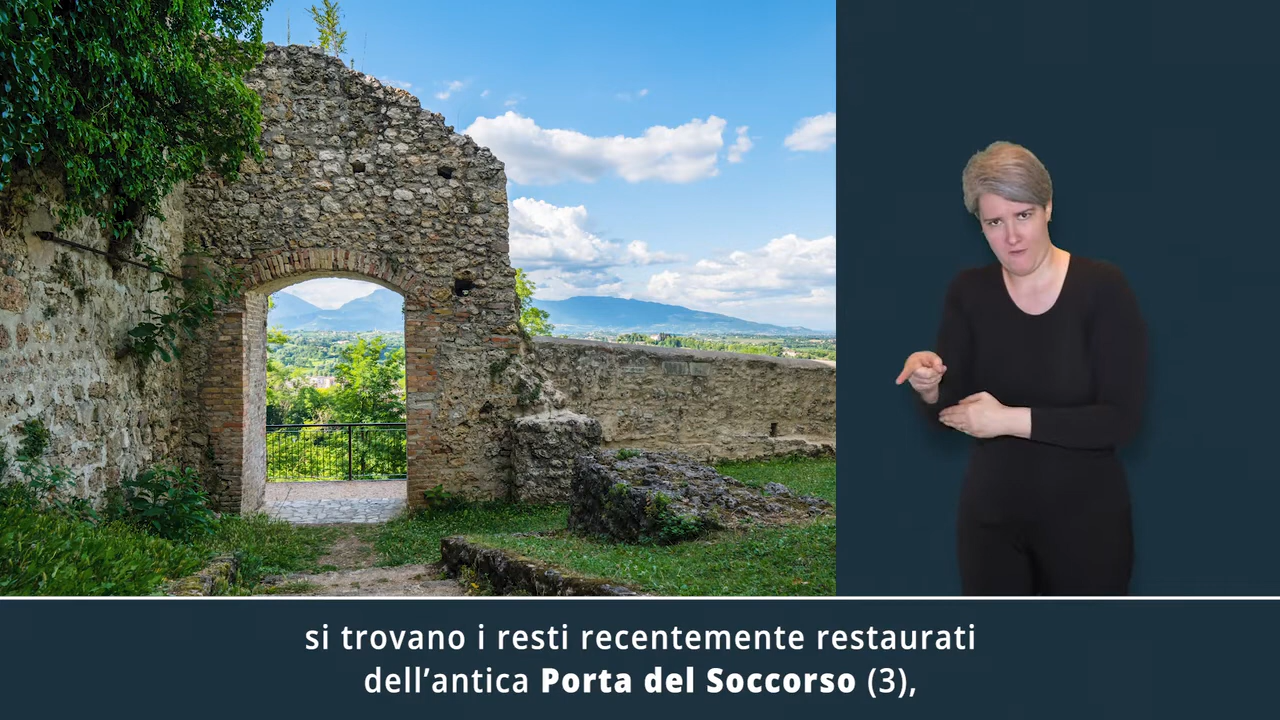 si trovano i resti recentemente restaurati
dell’antica Porta del Soccorso (3),